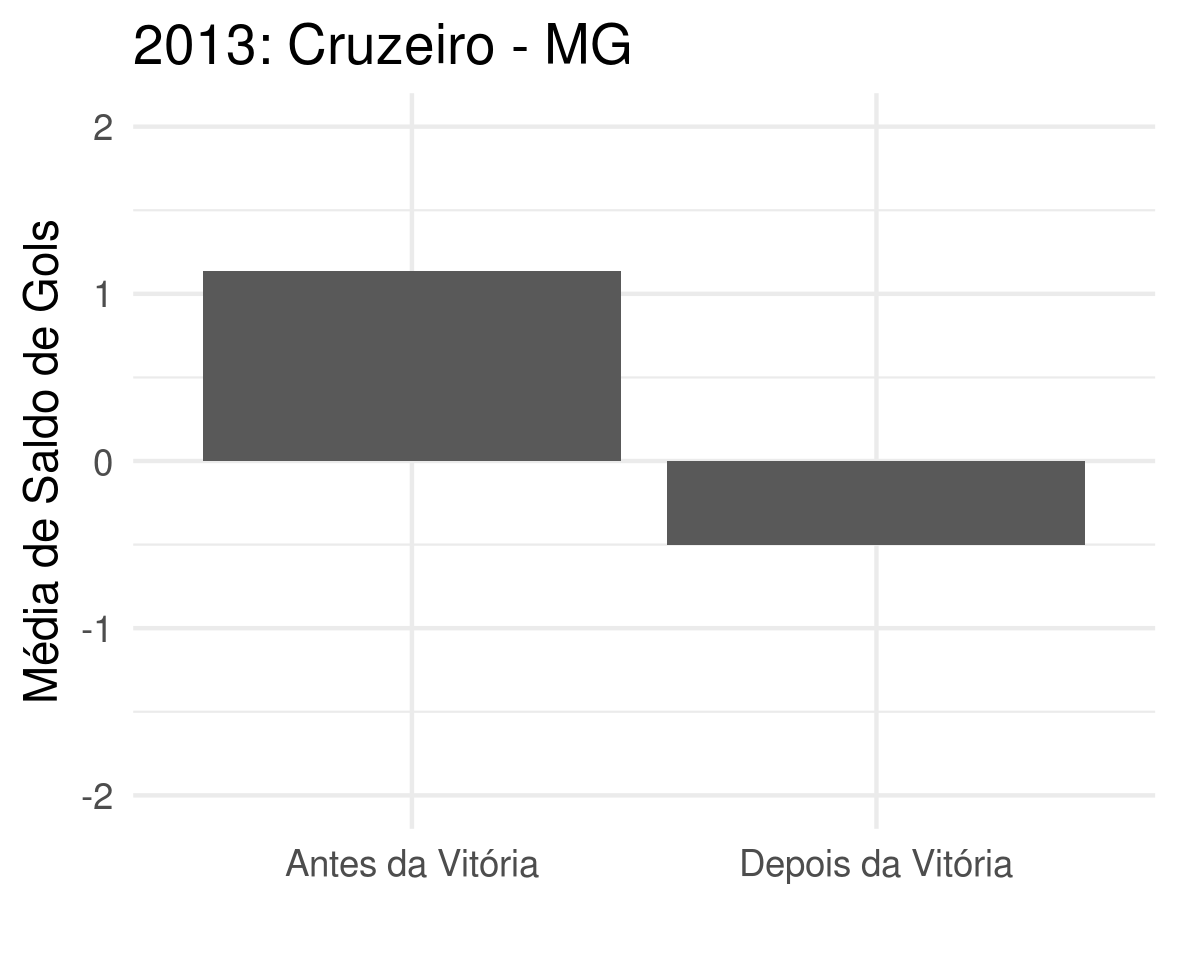 2013: Cruzeiro - MG
Média de Saldo de Gols
2
1
0
-1
-2
Antes da Vitória
Depois da Vitória